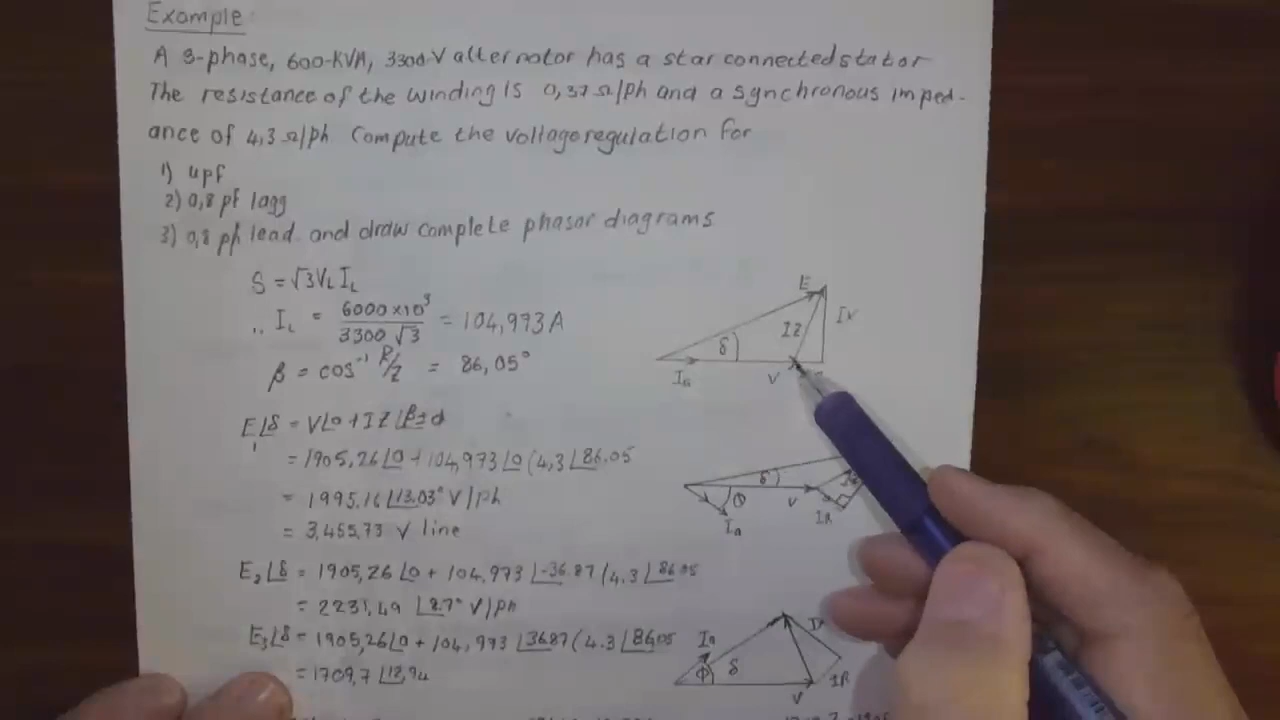 Example
A 3-phase, 600-KVA, 3300-V alternator has a star connected stator
The resistance of the winding is 0,37 Ω/ph and a synchronous imped-
ance of 4,3 Ω/ph Compute the voltage regulation for
1) upf
2) 0,8 pf lagg
3) 0,8 pf lead and draw complete phasor diagrams
S = √3 VL IL
∴ IL = 6000 × 10³ / 3300 √3 = 104,973 A
β = cos⁻¹ R/Z = 86,05°
E1∠δ = V∠0 + IZ∠β±α
= 1905,26∠0 + 104,973∠0 (4,3∠86.05
= 1995.16∠13.03° V/ph
= 3,455,73 V line
E2∠δ = 1905,26∠0 + 104,973∠-36.87 (4.3∠86.05
= 2231,49∠8.7° V/ph
E3∠δ = 1905,26∠0 + 104,973∠3687 (4.3∠86,05
= 1709,7∠12,94
E
IZ
δ
Ia
V
δ
θ
V
IR
Ia
Ia
Φ
δ
V
IR